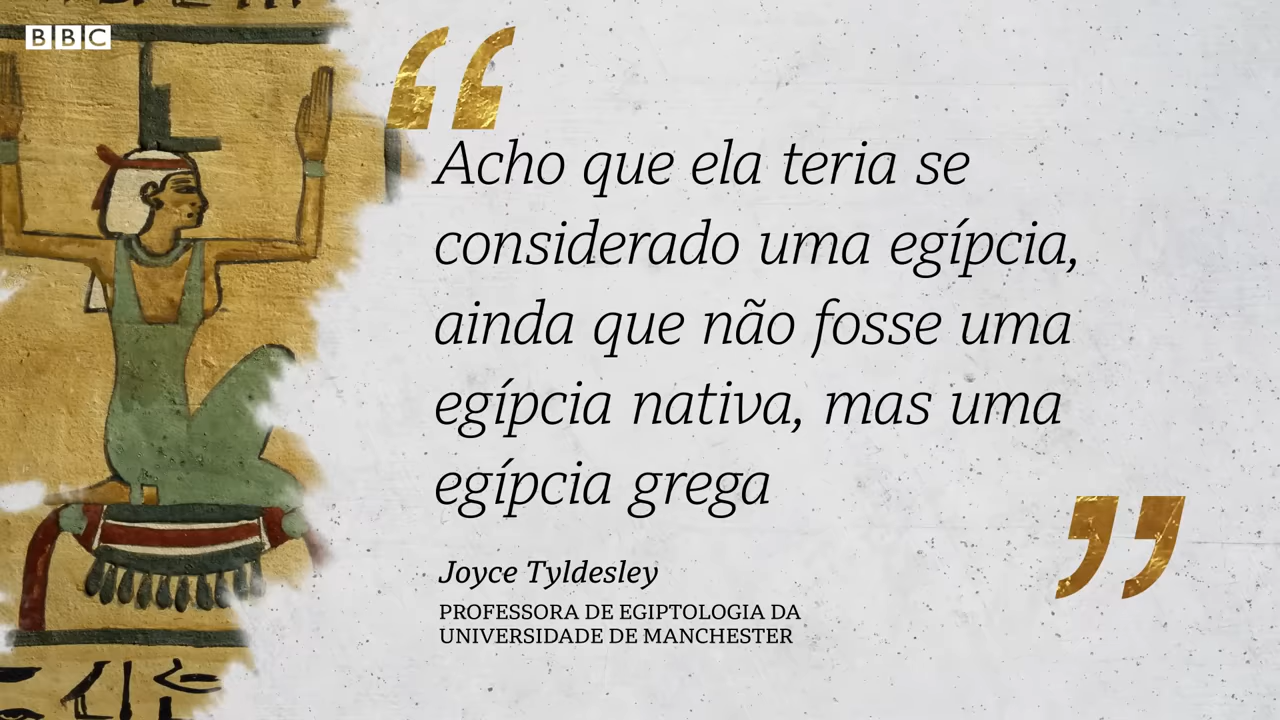 BBC
“
Acho que ela teria se
considerado uma egípcia,
ainda que não fosse uma
egípcia nativa, mas uma
egípcia grega
”
Joyce Tyldesley
PROFESSORA DE EGIPTOLOGIA DA
UNIVERSIDADE DE MANCHESTER